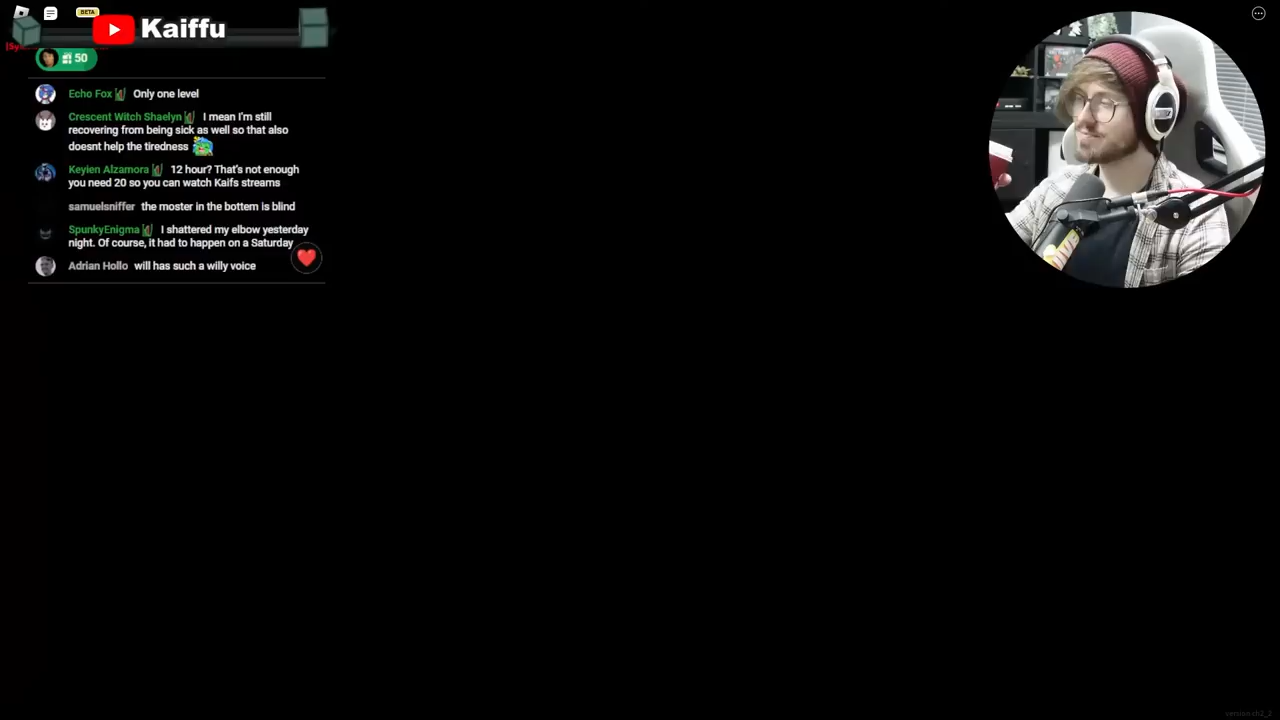 BETA
Kaiffu
50
Echo Fox Only one level
Crescent Witch Shaelyn I mean I'm still
recovering from being sick as well so that also
doesnt help the tiredness
Keyien Alzamora 12 hour? That's not enough
you need 20 so you can watch Kaifs streams
samuelsniffer the moster in the bottem is blind
SpunkyEnigma I shattered my elbow yesterday
night. Of course, it had to happen on a Saturday
Adrian Hollo will has such a willy voice